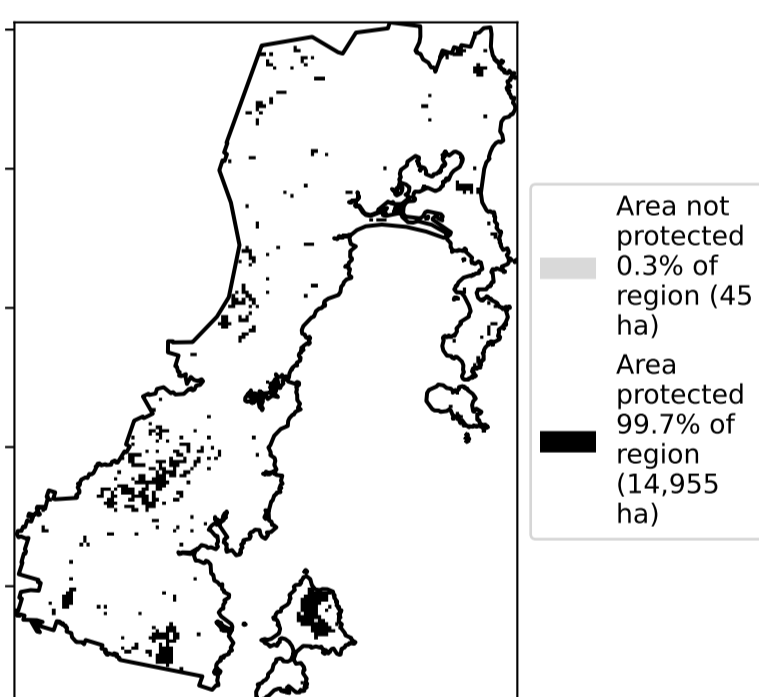 Area not
protected
0.3% of
region (45
ha)
Area
protected
99.7% of
region
(14,955
ha)